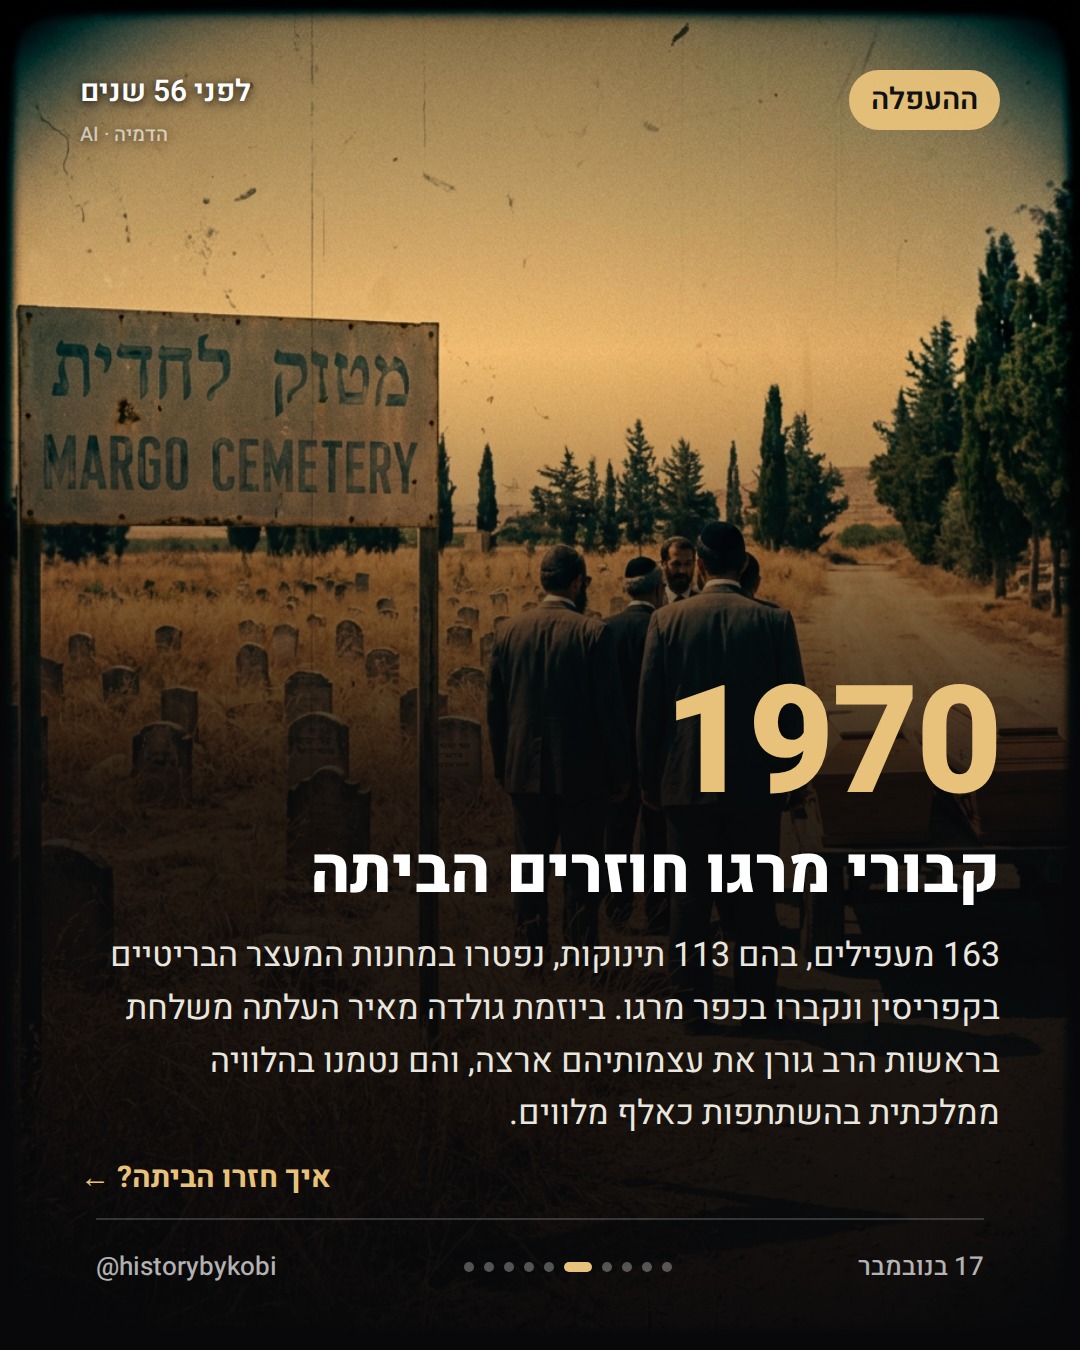 ההעפלה
לפני 56 שנים
הדמיה · AI
מטזק לחדית
MARGO CEMETERY
1970
קבורי מרגו חוזרים הביתה
163 מעפילים, בהם 113 תינוקות, נפטרו במחנות המעצר הבריטיים
בקפריסין ונקברו בכפר מרגו. ביוזמת גולדה מאיר העלתה משלחת
בראשות הרב גורן את עצמותיהם ארצה, והם נטמנו בהלוויה
ממלכתית בהשתתפות כאלף מלווים.
איך חזרו הביתה? ←
17 בנובמבר
@historybykobi